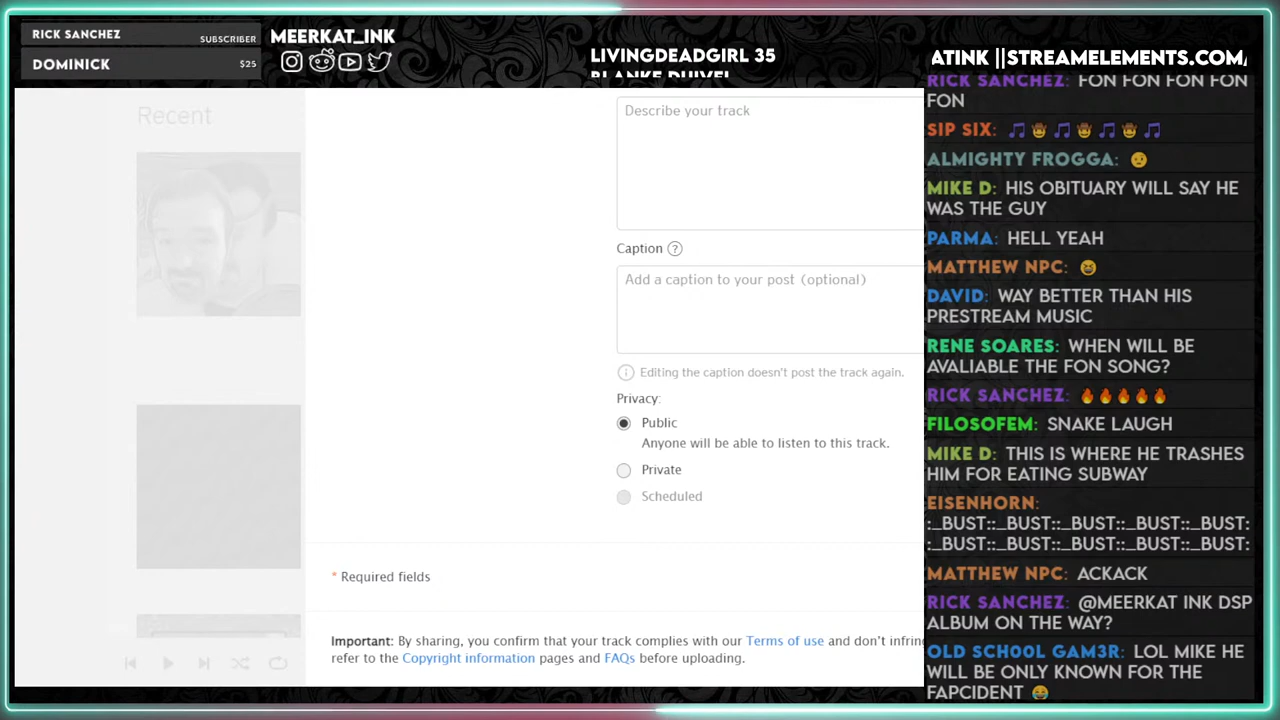 RICK SANCHEZ
SUBSCRIBER
DOMINICK
$25
MEERKAT_INK
LIVINGDEADGIRL 35
BLANKE DUIVEL
ATINK ||STREAMELEMENTS.COM/
Recent
Describe your track
Caption ?
Add a caption to your post (optional)
Editing the caption doesn't post the track again.
Privacy:
Public
Anyone will be able to listen to this track.
Private
Scheduled
* Required fields
Important: By sharing, you confirm that your track complies with our Terms of use and don't infring
refer to the Copyright information pages and FAQs before uploading.
RICK SANCHEZ: FON FON FON FON
FON
SIP SIX: 🎵🤠🎵🤠🎵🤠🎵
ALMIGHTY FROGGA: 😟
MIKE D: HIS OBITUARY WILL SAY HE
WAS THE GUY
PARMA: HELL YEAH
MATTHEW NPC: 😆
DAVID: WAY BETTER THAN HIS
PRESTREAM MUSIC
RENE SOARES: WHEN WILL BE
AVALIABLE THE FON SONG?
RICK SANCHEZ: 🔥🔥🔥🔥🔥
FILOSOFEM: SNAKE LAUGH
MIKE D: THIS IS WHERE HE TRASHES
HIM FOR EATING SUBWAY
EISENHORN:
:_BUST::_BUST::_BUST::_BUST::_BUST:
:_BUST::_BUST::_BUST::_BUST::_BUST:
MATTHEW NPC: ACKACK
RICK SANCHEZ: @MEERKAT INK DSP
ALBUM ON THE WAY?
OLD SCH00L GAM3R: LOL MIKE HE
WILL BE ONLY KNOWN FOR THE
FAPCIDENT 😂